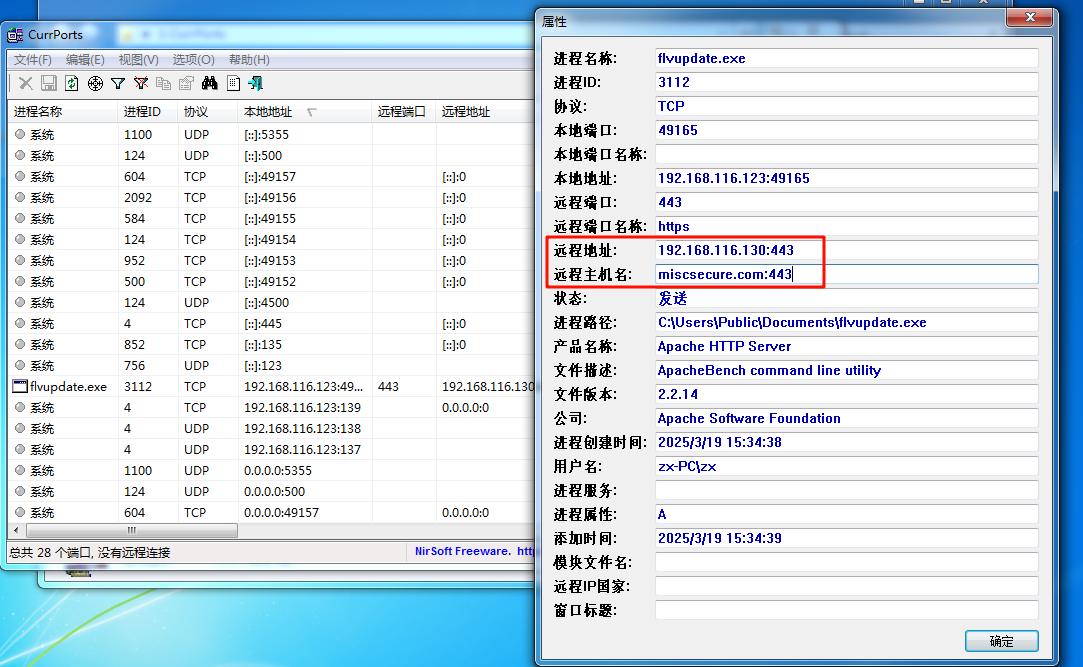 CurrPorts
文件(F) 编辑(E) 视图(V) 选项(O) 帮助(H)
进程名称 进程ID 协议 本地地址 远程端口 远程地址
系统 1100 UDP [::]:5355
系统 124 UDP [::]:500
系统 604 TCP [::]:49157 [::]:0
系统 2092 TCP [::]:49156 [::]:0
系统 584 TCP [::]:49155 [::]:0
系统 124 TCP [::]:49154 [::]:0
系统 952 TCP [::]:49153 [::]:0
系统 500 TCP [::]:49152 [::]:0
系统 124 UDP [::]:4500
系统 4 TCP [::]:445 [::]:0
系统 852 TCP [::]:135 [::]:0
系统 756 UDP [::]:123
flvupdate.exe 3112 TCP 192.168.116.123:49... 443 192.168.116.130
系统 4 TCP 192.168.116.123:139 0.0.0.0:0
系统 4 UDP 192.168.116.123:138
系统 4 UDP 192.168.116.123:137
系统 1100 UDP 0.0.0.0:5355
系统 124 UDP 0.0.0.0:500
系统 604 TCP 0.0.0.0:49157 0.0.0.0:0
总共 28 个端口, 没有远程连接
NirSoft Freeware. htt
属性
进程名称: flvupdate.exe
进程ID: 3112
协议: TCP
本地端口: 49165
本地端口名称:
本地地址: 192.168.116.123:49165
远程端口: 443
远程端口名称: https
远程地址: 192.168.116.130:443
远程主机名: miscsecure.com:443
状态: 发送
进程路径: C:\Users\Public\Documents\flvupdate.exe
产品名称: Apache HTTP Server
文件描述: ApacheBench command line utility
文件版本: 2.2.14
公司: Apache Software Foundation
进程创建时间: 2025/3/19 15:34:38
用户名: zx-PC\zx
进程服务:
进程属性: A
添加时间: 2025/3/19 15:34:39
模块文件名:
远程IP国家:
窗口标题:
确定